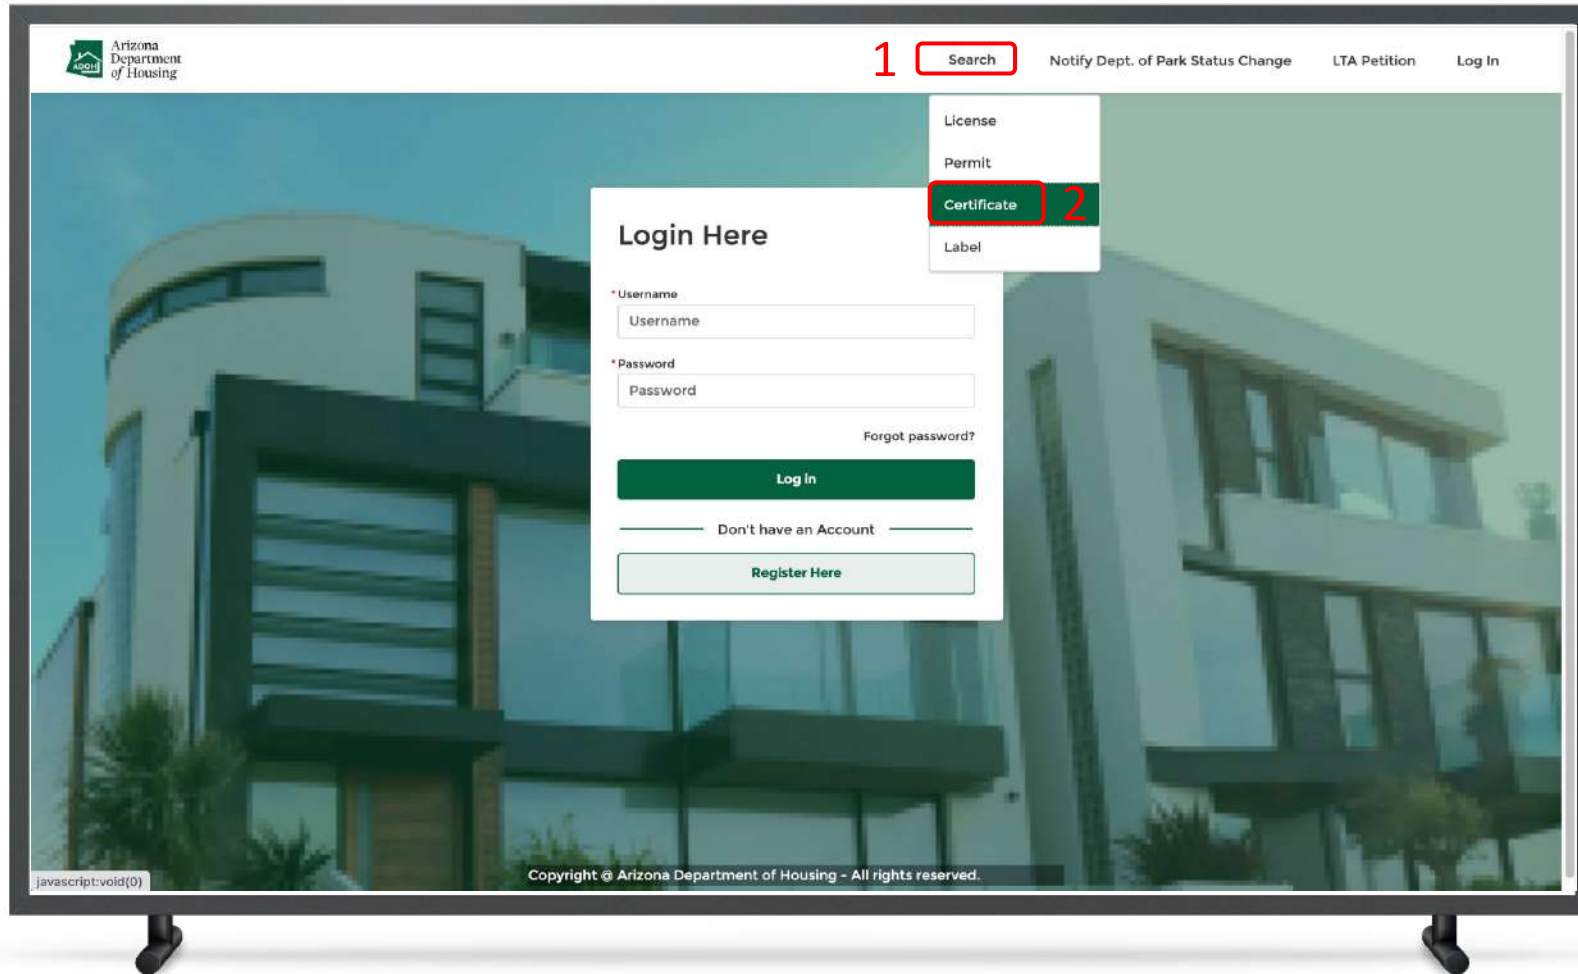 Arizona
Department
of Housing
ADOH
1
Search
Notify Dept. of Park Status Change
LTA Petition
Log In
License
Permit
Certificate
2
Label
Login Here
*Username
Username
*Password
Password
Forgot password?
Log in
Don't have an Account
Register Here
Copyright @ Arizona Department of Housing - All rights reserved.
javascript:void(0)